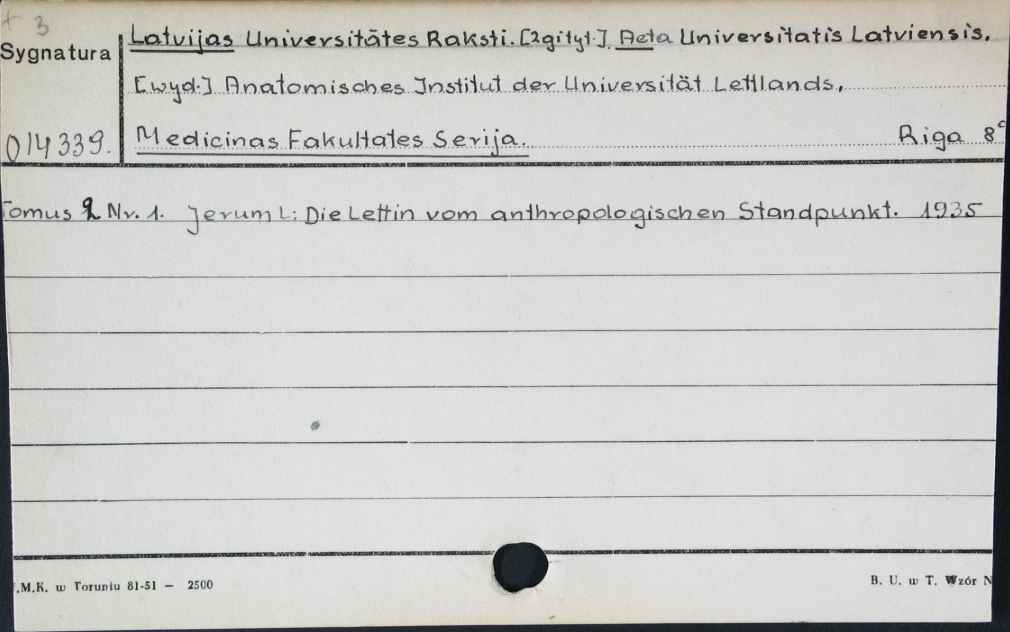 + 3
Sygnatura
Latvijas Universitātes Raksti. [2gi tyt.]. Acta Universitatis Latviensis.
[wyd.] Anatomisches Institut der Universität Lettlands.
014339. Medicinas Fakultates Serija. Riga 8°
Tomus 2 Nr. 1. Jerum L: Die Lettin vom anthropologischen Standpunkt. 1935
.M.K. w Toruniu 81-51 — 2500 B. U. w T. Wzór N